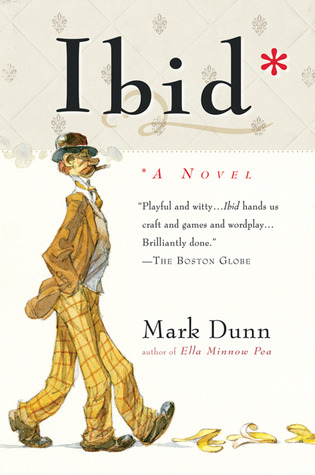 Ibid*
*A Novel
“Playful and witty…Ibid hands us
craft and games and wordplay…
Brilliantly done.”
—The Boston Globe
Mark Dunn
author of Ella Minnow Pea